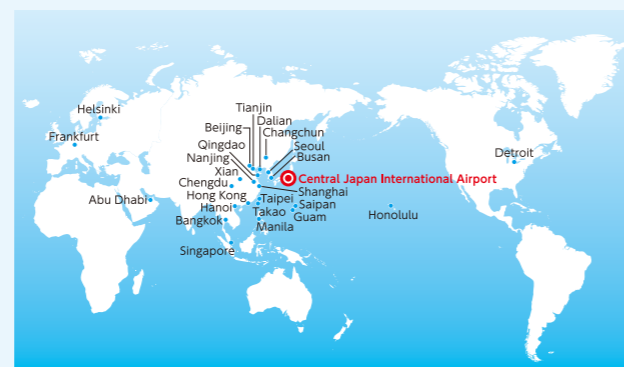 Helsinki
Frankfurt
Abu Dhabi
Tianjin
Dalian
Beijing
Changchun
Qingdao
Seoul
Nanjing
Busan
Xian
Central Japan International Airport
Chengdu
Shanghai
Hong Kong
Taipei
Saipan
Hanoi
Takao
Guam
Bangkok
Manila
Singapore
Honolulu
Detroit